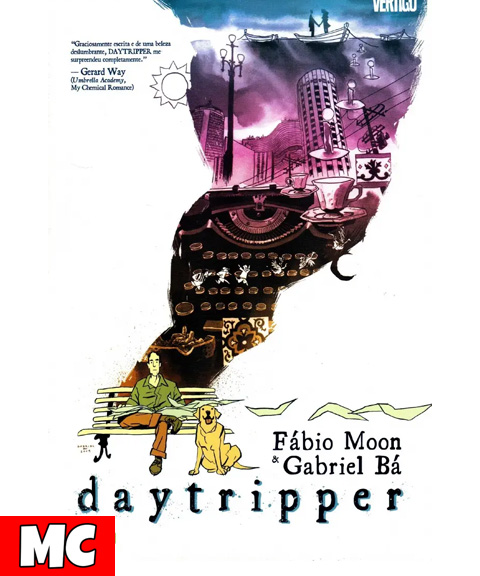 VERTIGO
“Graciosamente escrita e de uma beleza
deslumbrante, DAYTRIPPER me
surpreendeu completamente.”
— Gerard Way
(Umbrella Academy,
My Chemical Romance)
Fábio Moon
& Gabriel Bá
daytripper
MC